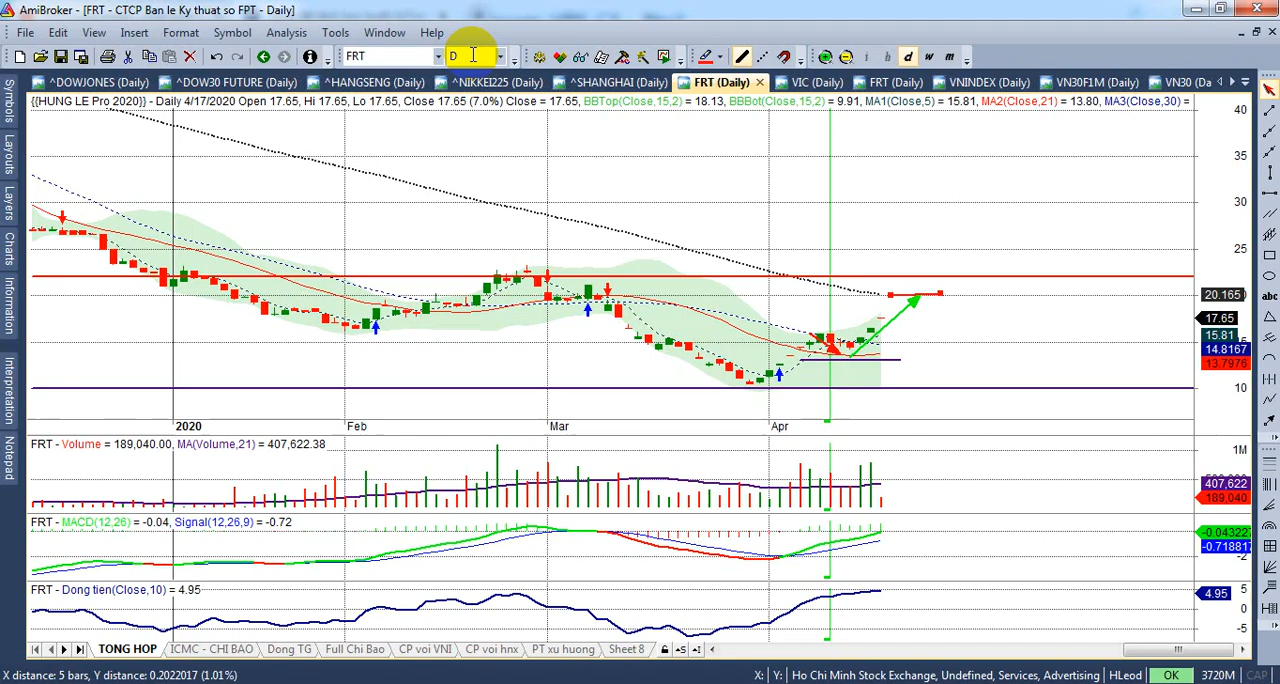 AmiBroker - [FRT - CTCP Ban le Ky thuat so FPT - Daily]
File Edit View Insert Format Symbol Analysis Tools Window Help
FRT D i h d w m
^DOWJONES (Daily) ^DOW30 FUTURE (Daily) ^HANGSENG (Daily) ^NIKKEI225 (Daily) ^SHANGHAI (Daily) FRT (Daily) VIC (Daily) FRT (Daily) VNINDEX (Daily) VN30F1M (Daily) VN30 (Da
{{HUNG LE Pro 2020}} - Daily 4/17/2020 Open 17.65, Hi 17.65, Lo 17.65, Close 17.65 (7.0%) Close = 17.65, BBTop(Close,15,2) = 18.13, BBBot(Close,15,2) = 9.91, MA1(Close,5) = 15.81, MA2(Close,21) = 13.80, MA3(Close,30) =
Symbols
Layouts
Layers
Charts
Information
Interpretation
Notepad
40
35
30
25
20.165
17.65
15.81
14.8167
13.7976
10
2020 Feb Mar Apr
FRT - Volume = 189,040.00, MA(Volume,21) = 407,622.38
1M
407,622
189,040
FRT - MACD(12,26) = -0.04, Signal(12,26,9) = -0.72
-0.04322
-0.718817
-2
FRT - Dong tien(Close,10) = 4.95
5
4.95
0
-5
TONG HOP ICMC - CHI BAO Dong TG Full Chi Bao CP voi VNI CP voi hnx PT xu huong Sheet 8
X distance: 5 bars, Y distance: 0.2022017 (1.01%) X: Y: Ho Chi Minh Stock Exchange, Undefined, Services, Advertising HLeod OK 3720M CAP
abc